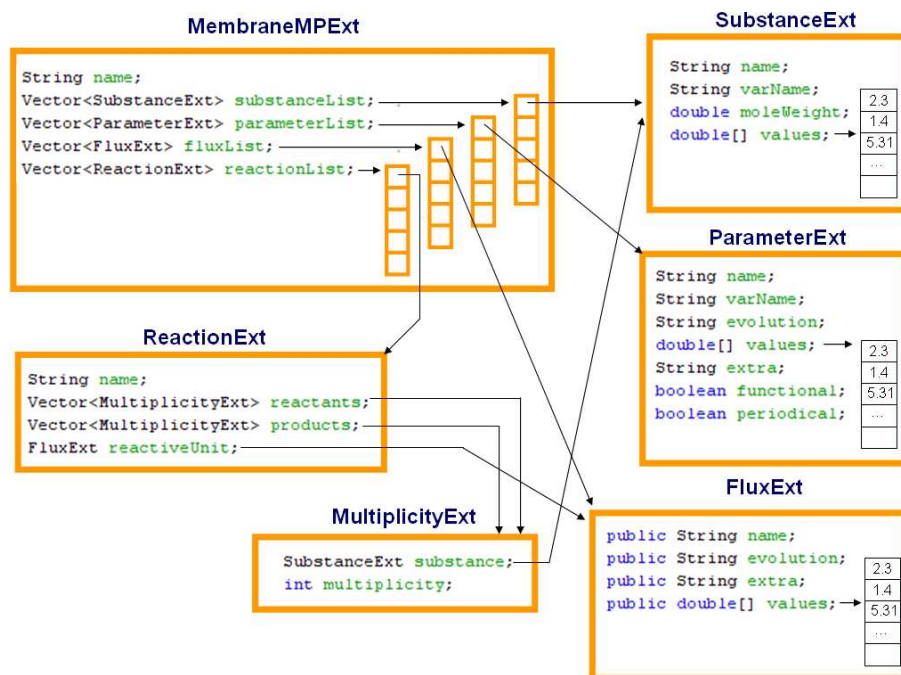 MembraneMPExt
String name;
Vector<SubstanceExt> substanceList;
Vector<ParameterExt> parameterList;
Vector<FluxExt> fluxList;
Vector<ReactionExt> reactionList;
SubstanceExt
String name;
String varName;
double moleWeight;
double[] values;
2.3
1.4
5.31
...
ParameterExt
String name;
String varName;
String evolution;
double[] values;
String extra;
boolean functional;
boolean periodical;
2.3
1.4
5.31
...
ReactionExt
String name;
Vector<MultiplicityExt> reactants;
Vector<MultiplicityExt> products;
FluxExt reactiveUnit;
MultiplicityExt
SubstanceExt substance;
int multiplicity;
FluxExt
public String name;
public String evolution;
public String extra;
public double[] values;
2.3
1.4
5.31
...